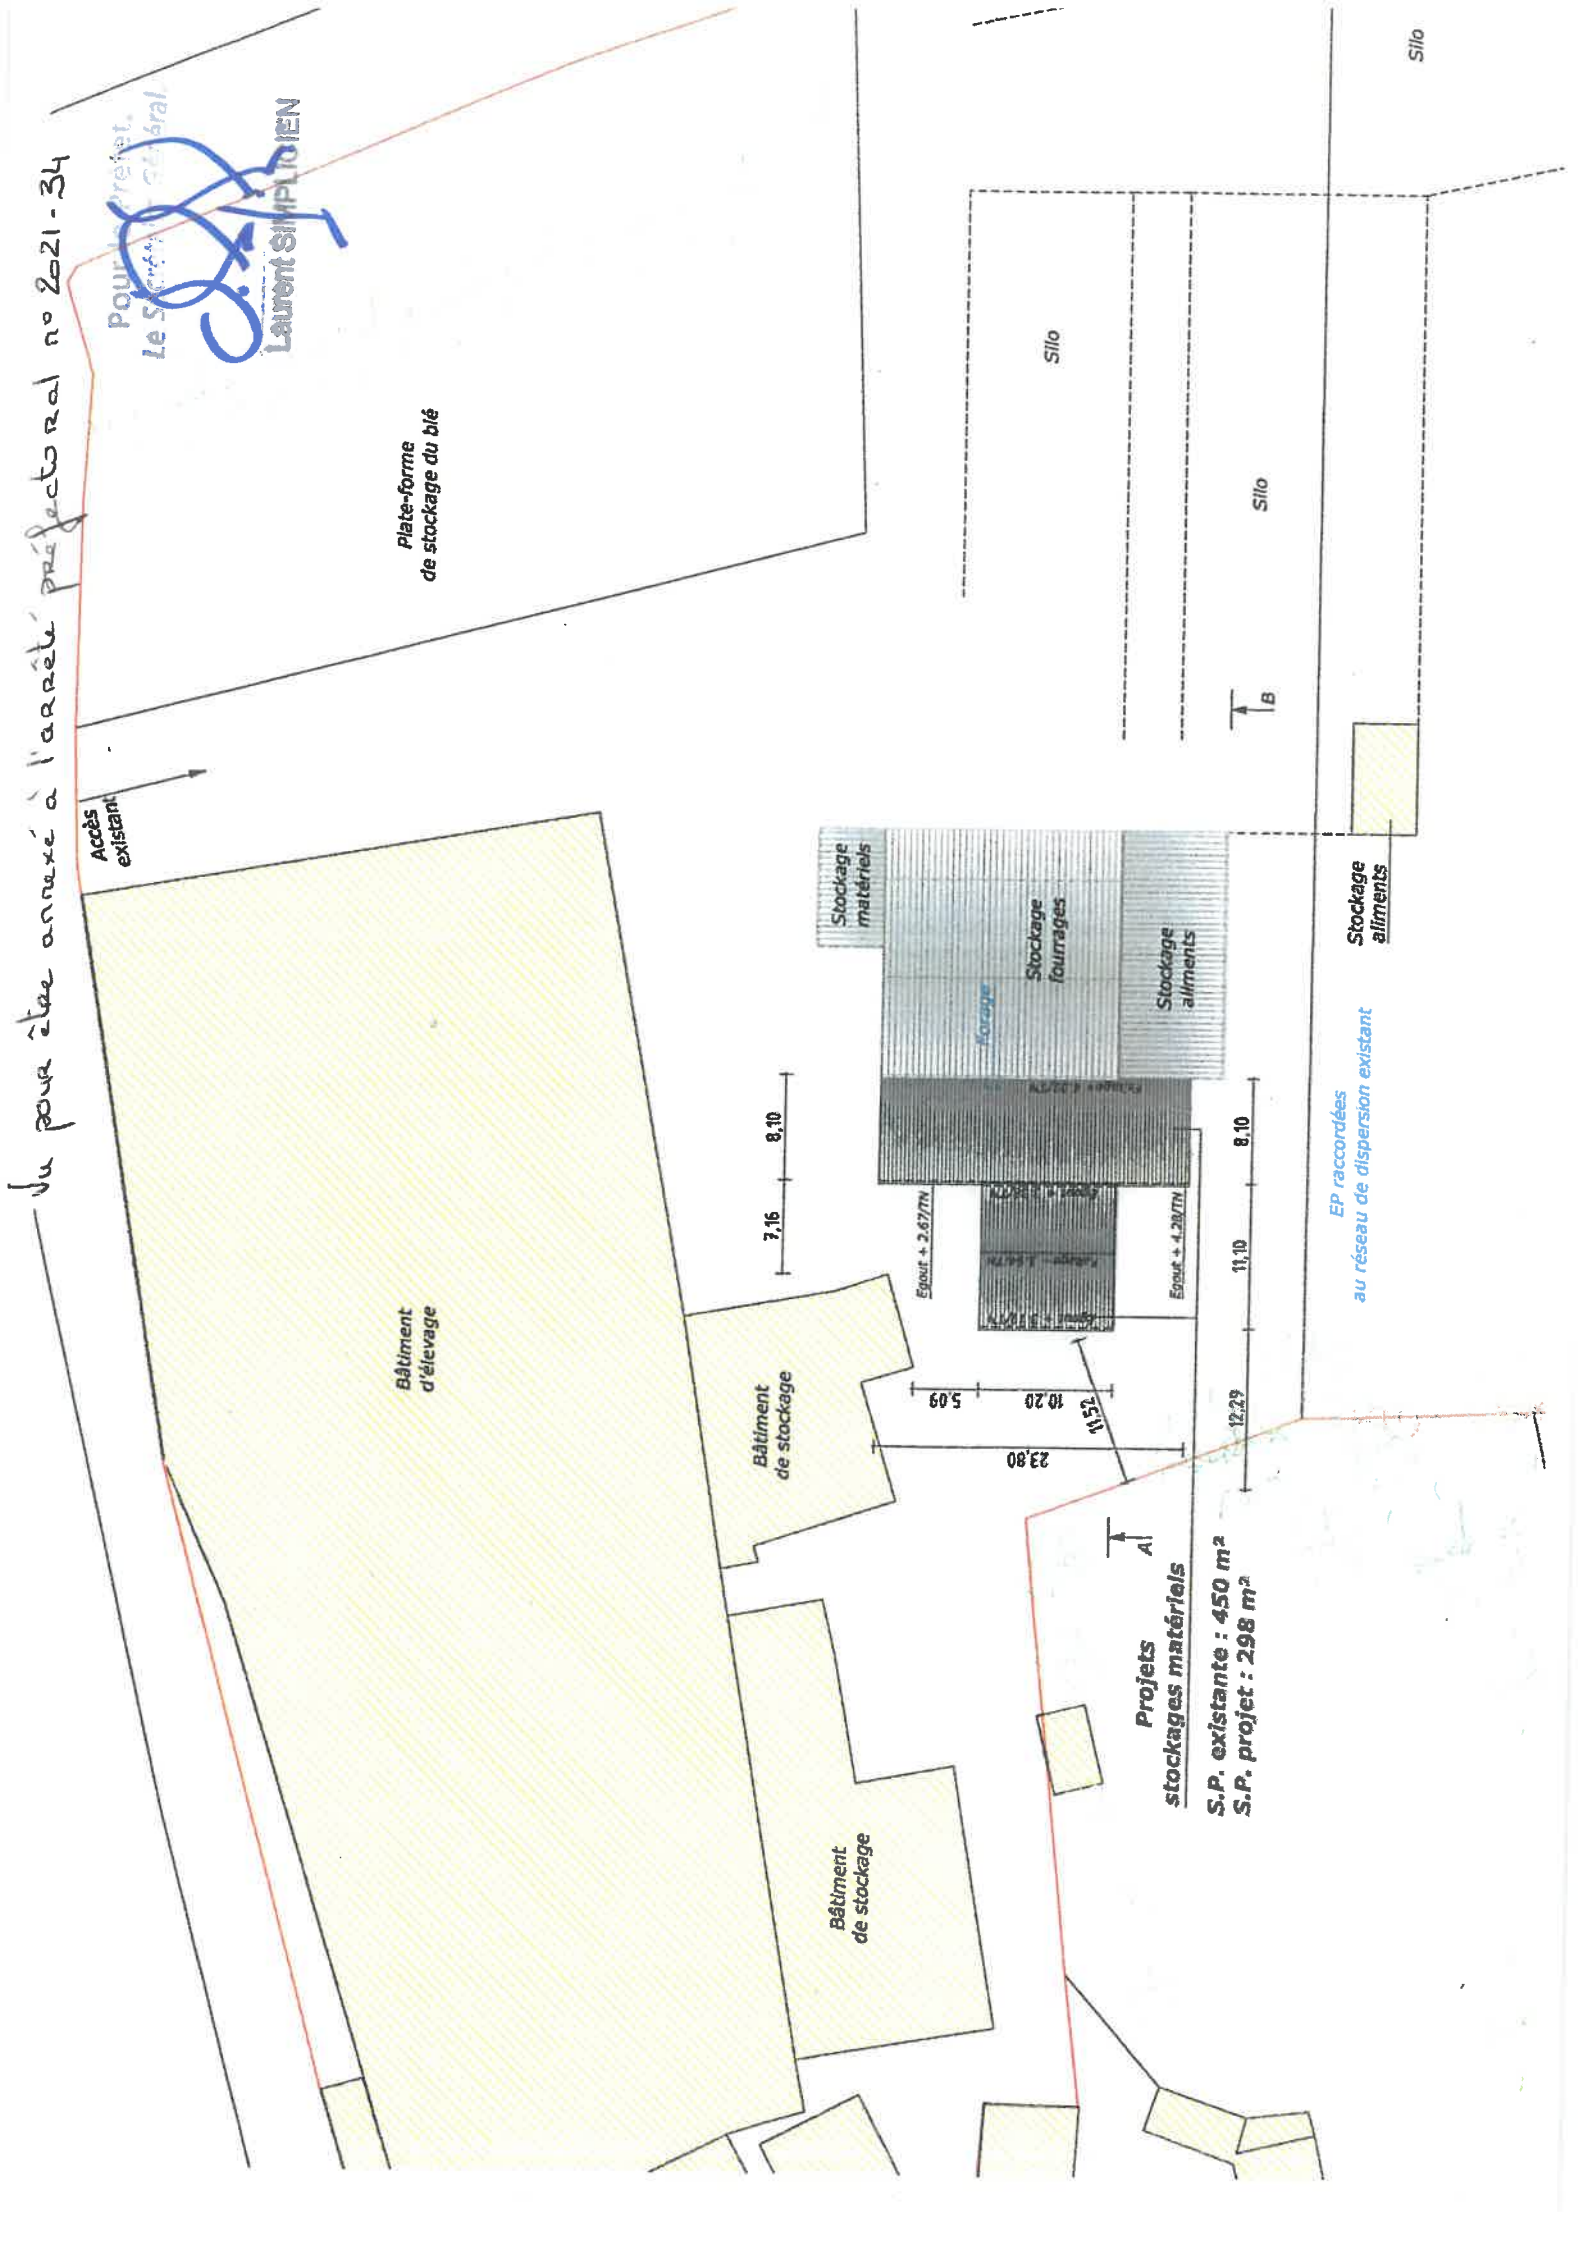 Vu pour être annexé à l'arrêté préfectoral n° 2021-34
Pour le Préfet.
Le Secrétaire général.
Laurent SIMPLICIEN
Accès
existant
Plate-forme
de stockage du blé
Silo
Silo
Silo
Bâtiment
d'élevage
Bâtiment
de stockage
Bâtiment
de stockage
Stockage
matériels
Stockage
fourrages
Forage
Stockage
aliments
Stockage
aliments
7,16
8,10
Egout + 2.67/TN
Egout + 4.28/TN
5,09
10,20
23,80
11,52
12,29
11,10
8,10
A
B
Projets
stockages matériels
S.P. existante : 450 m²
S.P. projet : 298 m²
EP raccordées
au réseau de dispersion existant